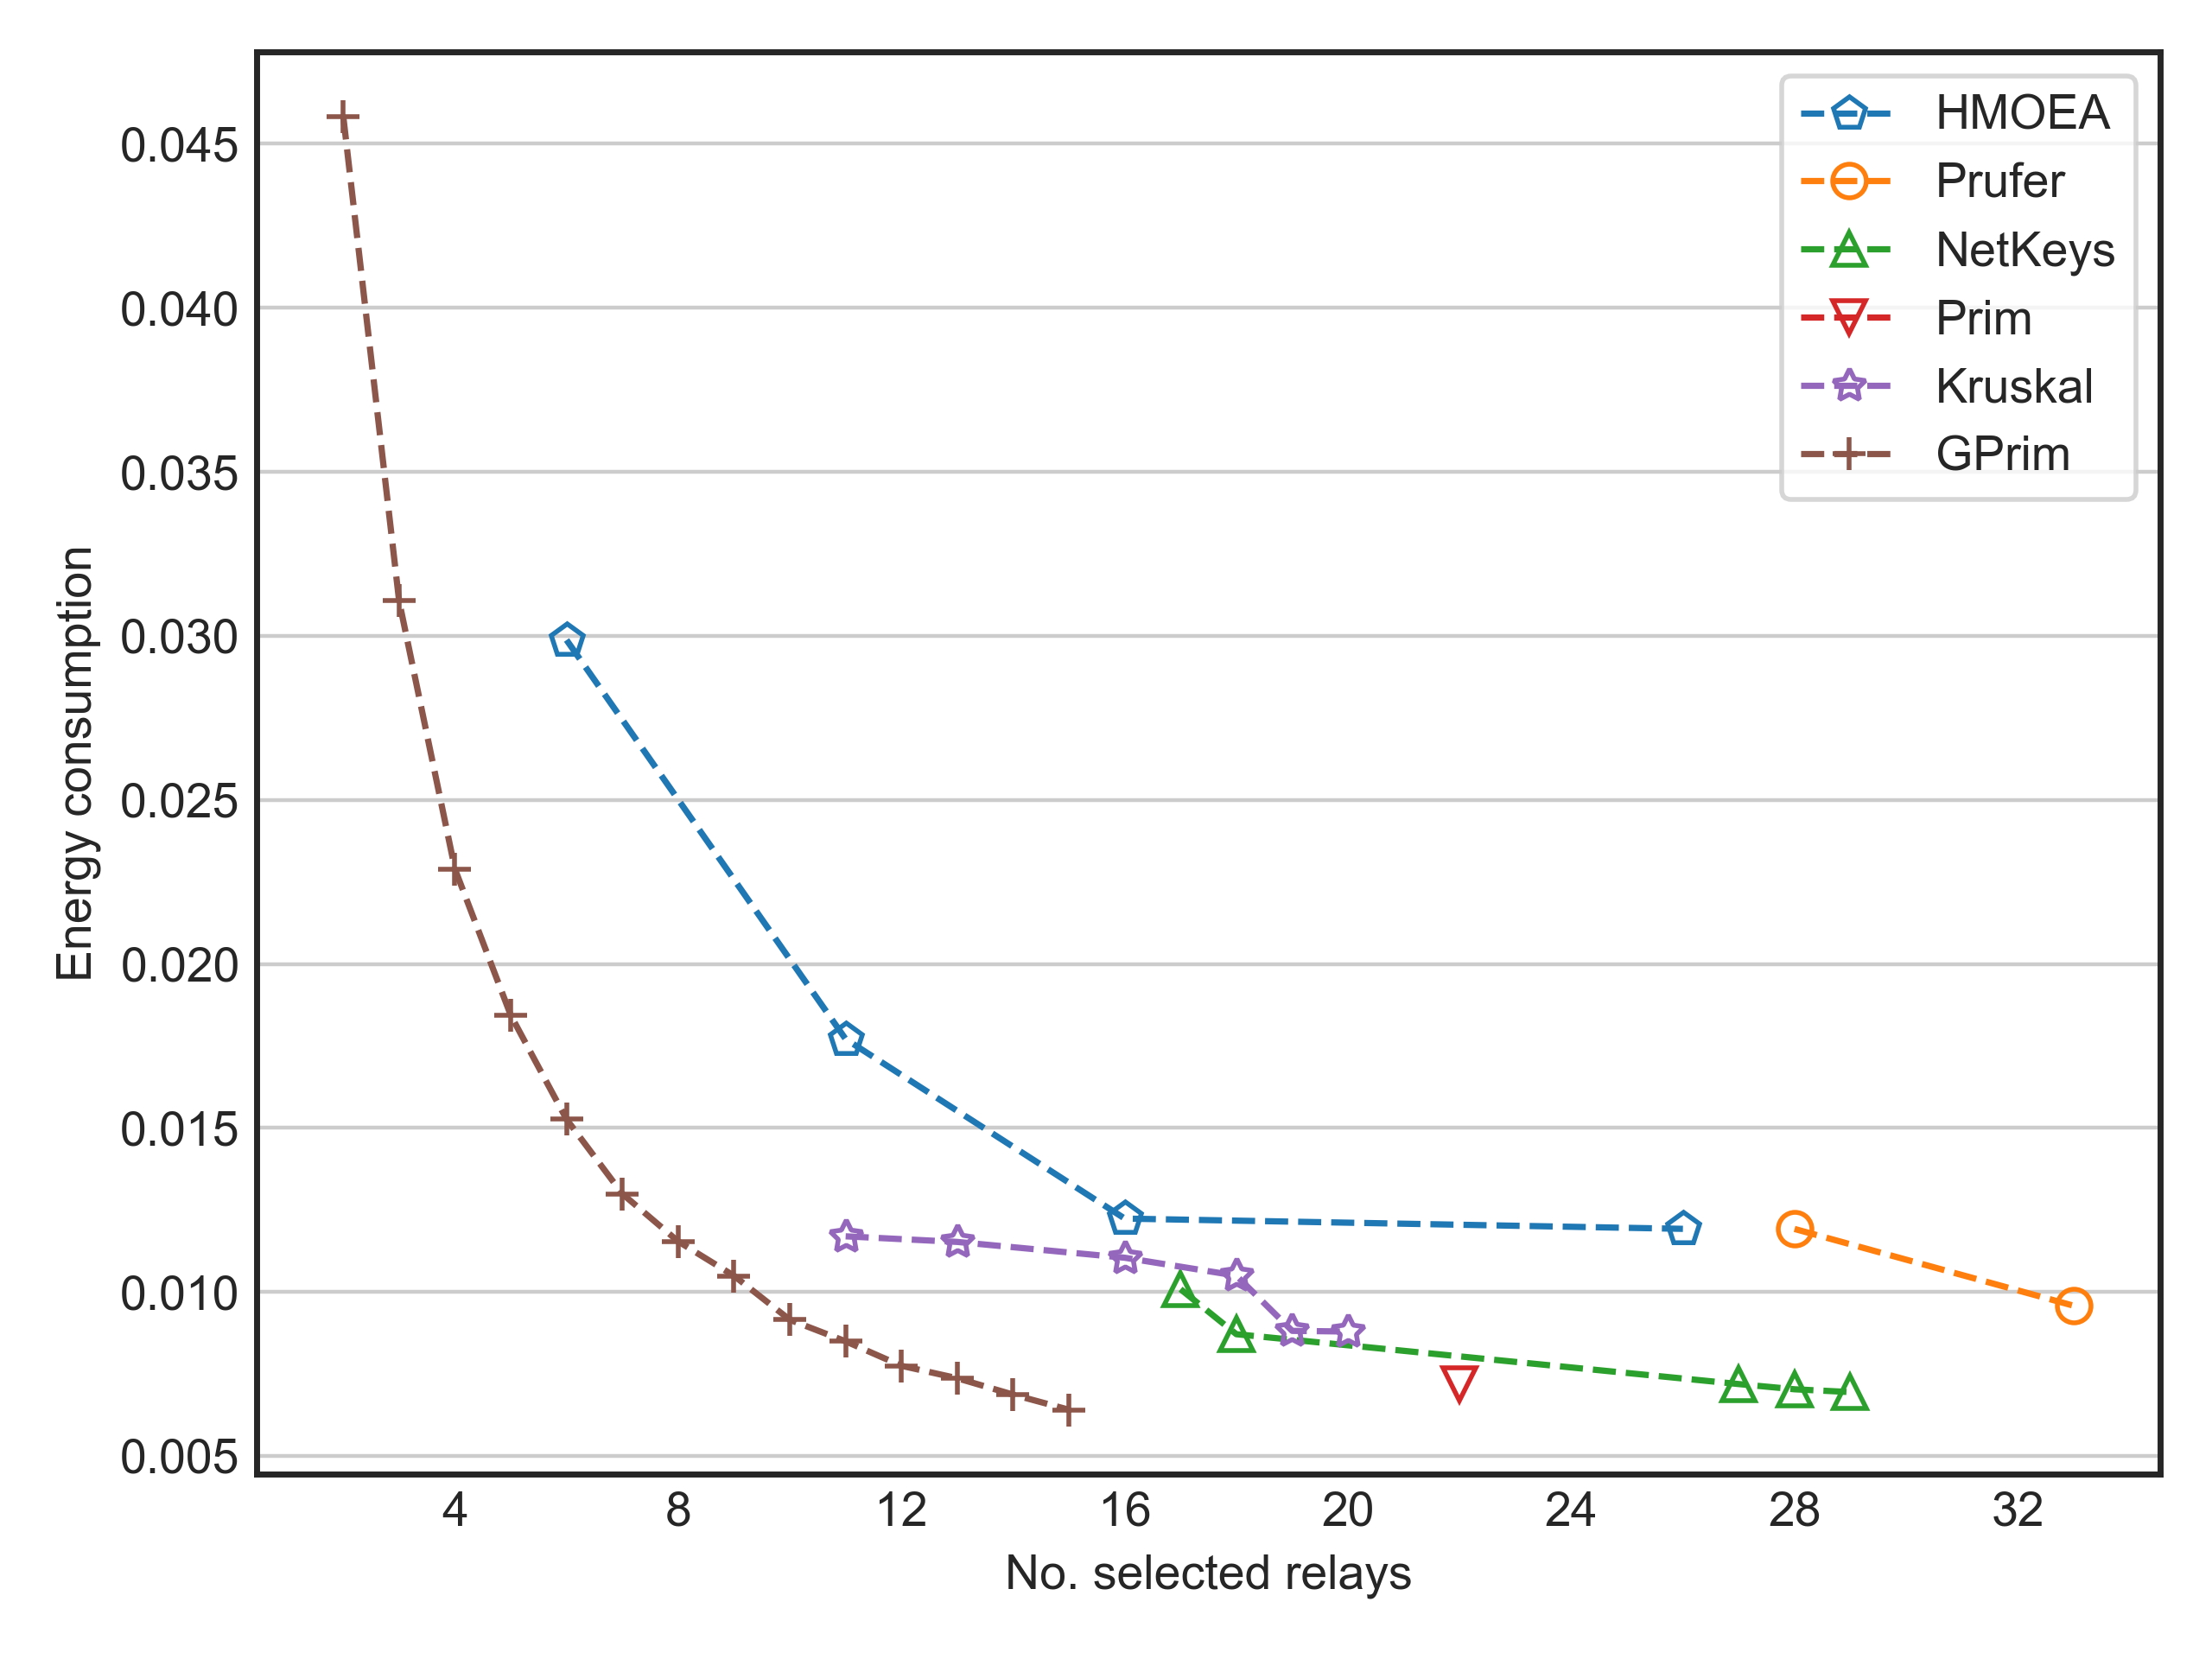 HMOEA
Prufer
NetKeys
Prim
Kruskal
GPrim
0.045
0.040
0.035
0.030
0.025
0.020
0.015
0.010
0.005
Energy consumption
4 8 12 16 20 24 28 32
No. selected relays